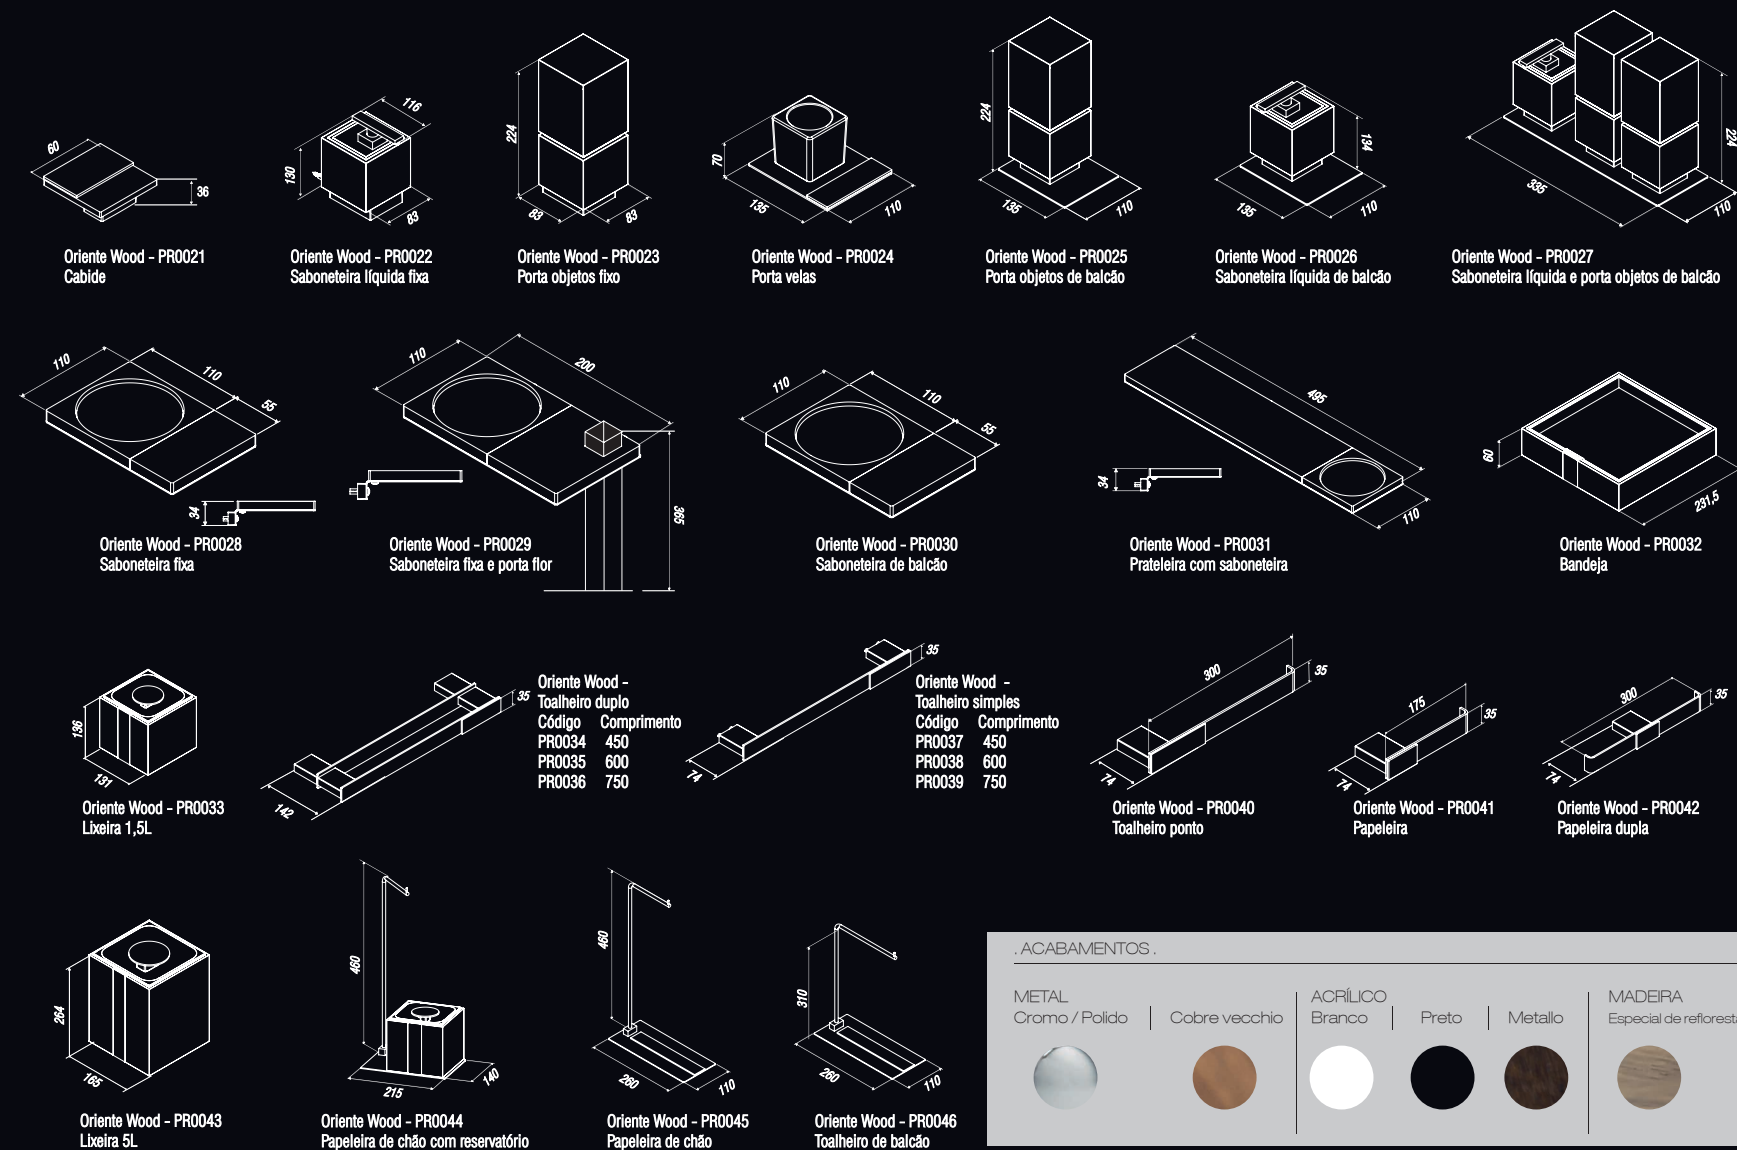 60
36
Oriente Wood - PR0021
Cabide
116
130
83
Oriente Wood - PR0022
Saboneteira líquida fixa
224
83
83
Oriente Wood - PR0023
Porta objetos fixo
70
135
110
Oriente Wood - PR0024
Porta velas
224
135
110
Oriente Wood - PR0025
Porta objetos de balcão
134
135
110
Oriente Wood - PR0026
Saboneteira líquida de balcão
224
335
110
Oriente Wood - PR0027
Saboneteira líquida e porta objetos de balcão
110
110
55
34
Oriente Wood - PR0028
Saboneteira fixa
110
200
365
Oriente Wood - PR0029
Saboneteira fixa e porta flor
110
110
55
Oriente Wood - PR0030
Saboneteira de balcão
495
34
110
Oriente Wood - PR0031
Prateleira com saboneteira
60
231,5
Oriente Wood - PR0032
Bandeja
136
131
Oriente Wood - PR0033
Lixeira 1,5L
35
142
Oriente Wood -
Toalheiro duplo
Código Comprimento
PR0034 450
PR0035 600
PR0036 750
35
74
Oriente Wood -
Toalheiro simples
Código Comprimento
PR0037 450
PR0038 600
PR0039 750
300
35
74
Oriente Wood - PR0040
Toalheiro ponto
175
35
74
Oriente Wood - PR0041
Papeleira
300
35
74
Oriente Wood - PR0042
Papeleira dupla
264
165
Oriente Wood - PR0043
Lixeira 5L
460
215
140
Oriente Wood - PR0044
Papeleira de chão com reservatório
460
260
110
Oriente Wood - PR0045
Papeleira de chão
310
260
110
Oriente Wood - PR0046
Toalheiro de balcão
. ACABAMENTOS .
METAL
Cromo / Polido
Cobre vecchio
ACRÍLICO
Branco
Preto
Metallo
MADEIRA
Especial de reflorest